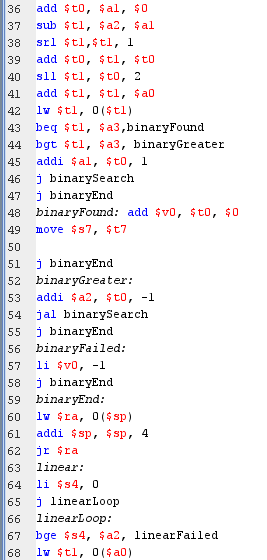 36 add $t0, $a1, $0
37 sub $t1, $a2, $a1
38 srl $t1,$t1, 1
39 add $t0, $t1, $t0
40 sll $t1, $t0, 2
41 add $t1, $t1, $a0
42 lw $t1, 0($t1)
43 beq $t1, $a3,binaryFound
44 bgt $t1, $a3, binaryGreater
45 addi $a1, $t0, 1
46 j binarySearch
47 j binaryEnd
48 binaryFound: add $v0, $t0, $0
49 move $s7, $t7
50
51 j binaryEnd
52 binaryGreater:
53 addi $a2, $t0, -1
54 jal binarySearch
55 j binaryEnd
56 binaryFailed:
57 li $v0, -1
58 j binaryEnd
59 binaryEnd:
60 lw $ra, 0($sp)
61 addi $sp, $sp, 4
62 jr $ra
63 linear:
64 li $s4, 0
65 j linearLoop
66 linearLoop:
67 bge $s4, $a2, linearFailed
68 lw $t1, 0($a0)